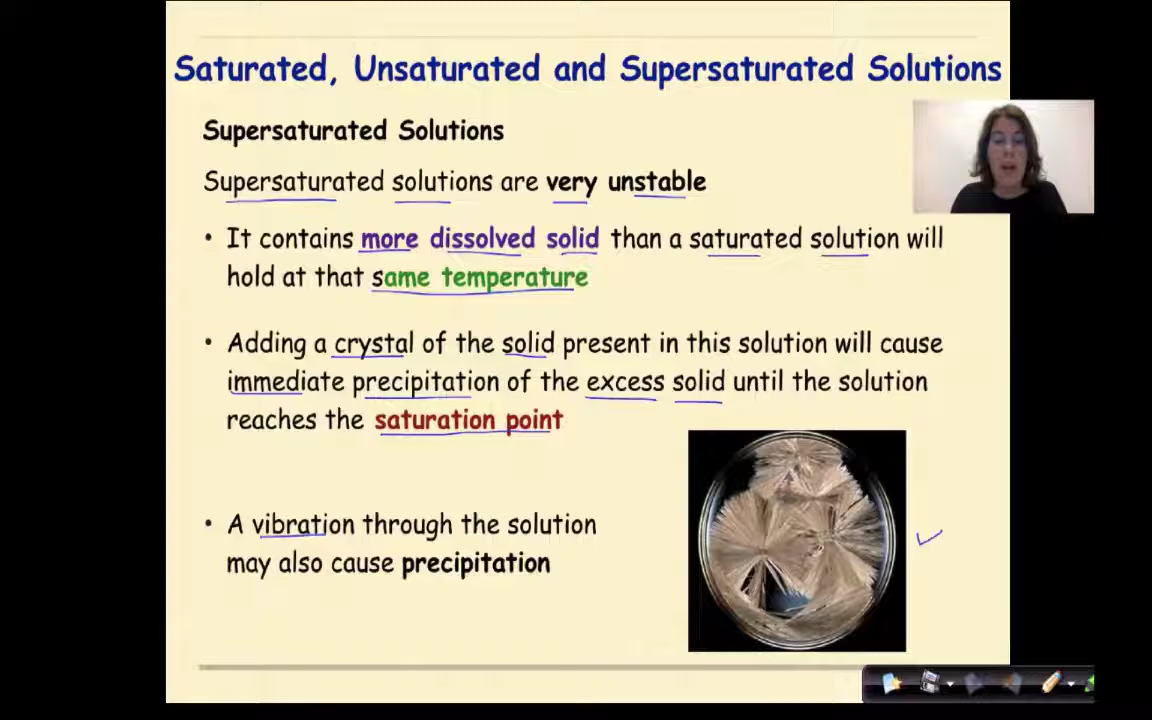 Saturated, Unsaturated and Supersaturated Solutions
Supersaturated Solutions
Supersaturated solutions are very unstable
• It contains more dissolved solid than a saturated solution will
hold at that same temperature
• Adding a crystal of the solid present in this solution will cause
immediate precipitation of the excess solid until the solution
reaches the saturation point
• A vibration through the solution
may also cause precipitation